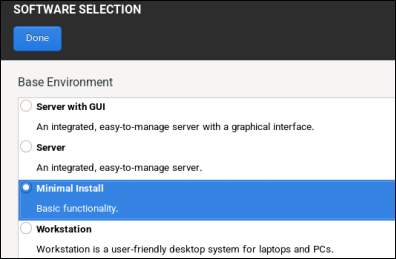 SOFTWARE SELECTION
Done
Base Environment
Server with GUI
An integrated, easy-to-manage server with a graphical interface.
Server
An integrated, easy-to-manage server.
Minimal Install
Basic functionality.
Workstation
Workstation is a user-friendly desktop system for laptops and PCs.